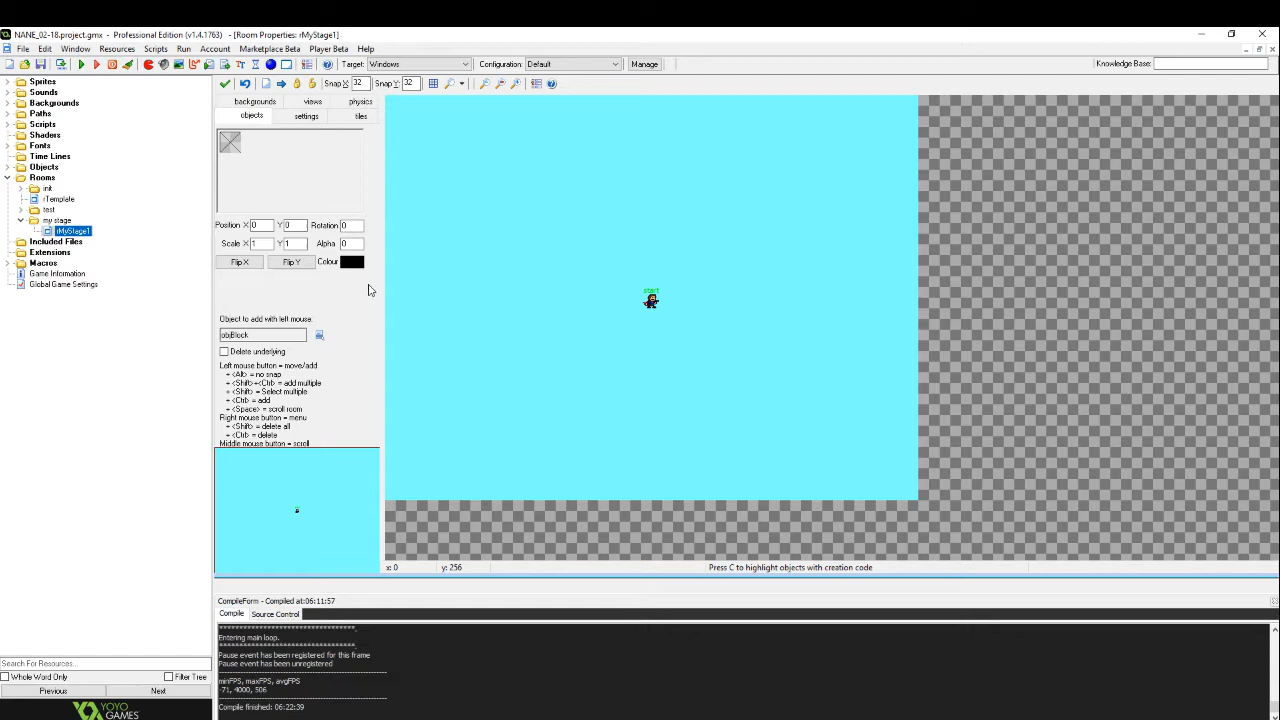 NANE_02-18.project.gmx - Professional Edition (v1.4.1763) - [Room Properties: rMyStage1]
File Edit Window Resources Scripts Run Account Marketplace Beta Player Beta Help
Target: Windows Configuration: Default Manage Knowledge Base:
Sprites
Sounds
Backgrounds
Paths
Scripts
Shaders
Fonts
Time Lines
Objects
Rooms
init
rTemplate
test
my stage
rMyStage1
Included Files
Extensions
Macros
Game Information
Global Game Settings
Search For Resources..
Whole Word Only Filter Tree
Previous Next
YOYO
GAMES
Snap X: 32 Snap Y: 32
backgrounds views physics
objects settings tiles
Position X 0 Y 0 Rotation 0
Scale X 1 Y 1 Alpha 0
Flip X Flip Y Colour
Object to add with left mouse:
objBlock
Delete underlying
Left mouse button = move/add
+ <Alt> = no snap
+ <Shift>+<Ctrl> = add multiple
+ <Shift> = Select multiple
+ <Ctrl> = add
+ <Space> = scroll room
Right mouse button = menu
+ <Shift> = delete all
+ <Ctrl> = delete
Middle mouse button = scroll
start
x: 0 y: 256 Press C to highlight objects with creation code
CompileForm - Compiled at:06:11:57
Compile Source Control
***********************************.
Entering main loop.
***********************************.
Pause event has been registered for this frame
Pause event has been unregistered
minFPS, maxFPS, avgFPS
-71, 4000, 506
Compile finished: 06:22:39